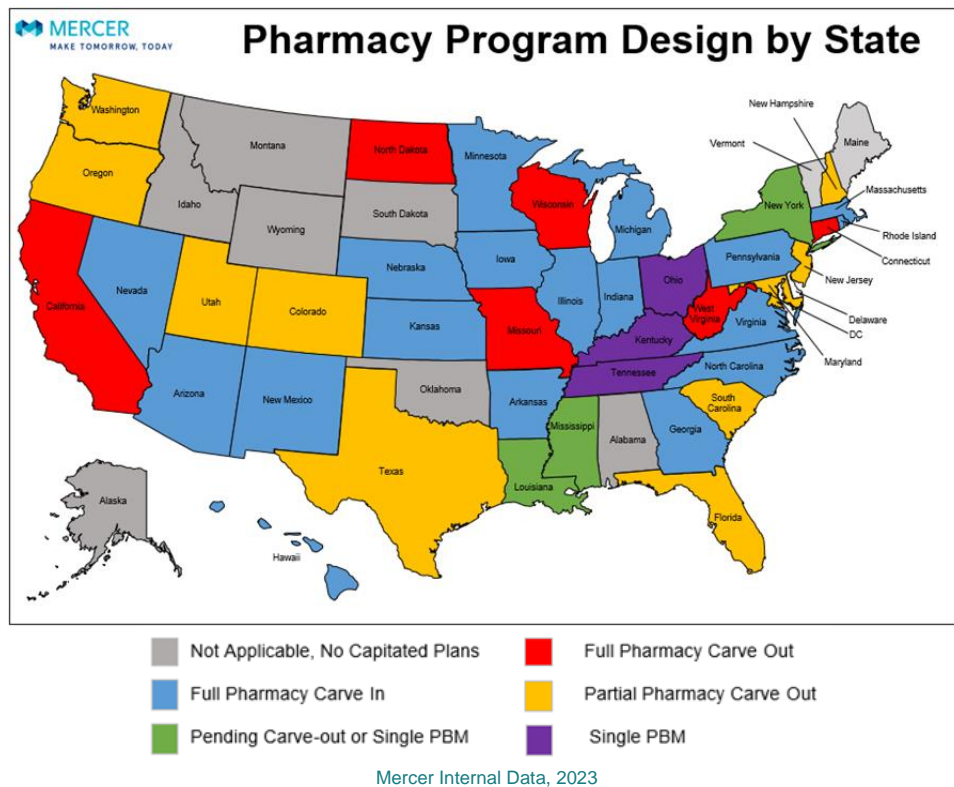 MERCER
MAKE TOMORROW, TODAY
Pharmacy Program Design by State
Washington
Oregon
California
Nevada
Idaho
Montana
Wyoming
Utah
Colorado
Arizona
New Mexico
North Dakota
South Dakota
Nebraska
Kansas
Oklahoma
Texas
Minnesota
Iowa
Missouri
Arkansas
Louisiana
Wisconsin
Illinois
Michigan
Indiana
Ohio
Kentucky
Tennessee
Mississippi
Alabama
Georgia
Florida
South
Carolina
North Carolina
Virginia
West
Virginia
Pennsylvania
New York
New Hampshire
Vermont
Maine
Massachusetts
Rhode Island
Connecticut
New Jersey
Delaware
DC
Maryland
Alaska
Hawaii
Not Applicable, No Capitated Plans
Full Pharmacy Carve Out
Full Pharmacy Carve In
Partial Pharmacy Carve Out
Pending Carve-out or Single PBM
Single PBM
Mercer Internal Data, 2023